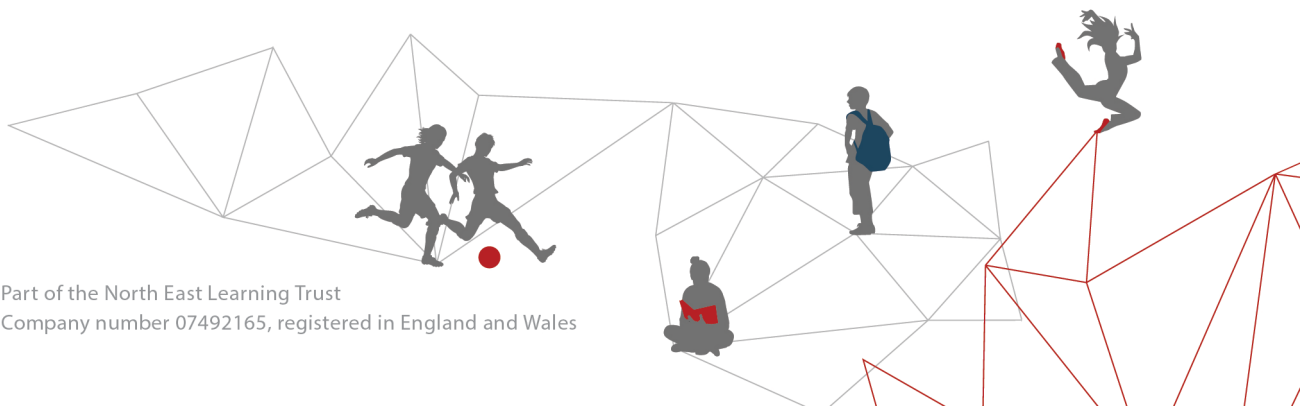 Part of the North East Learning Trust
Company number 07492165, registered in England and Wales